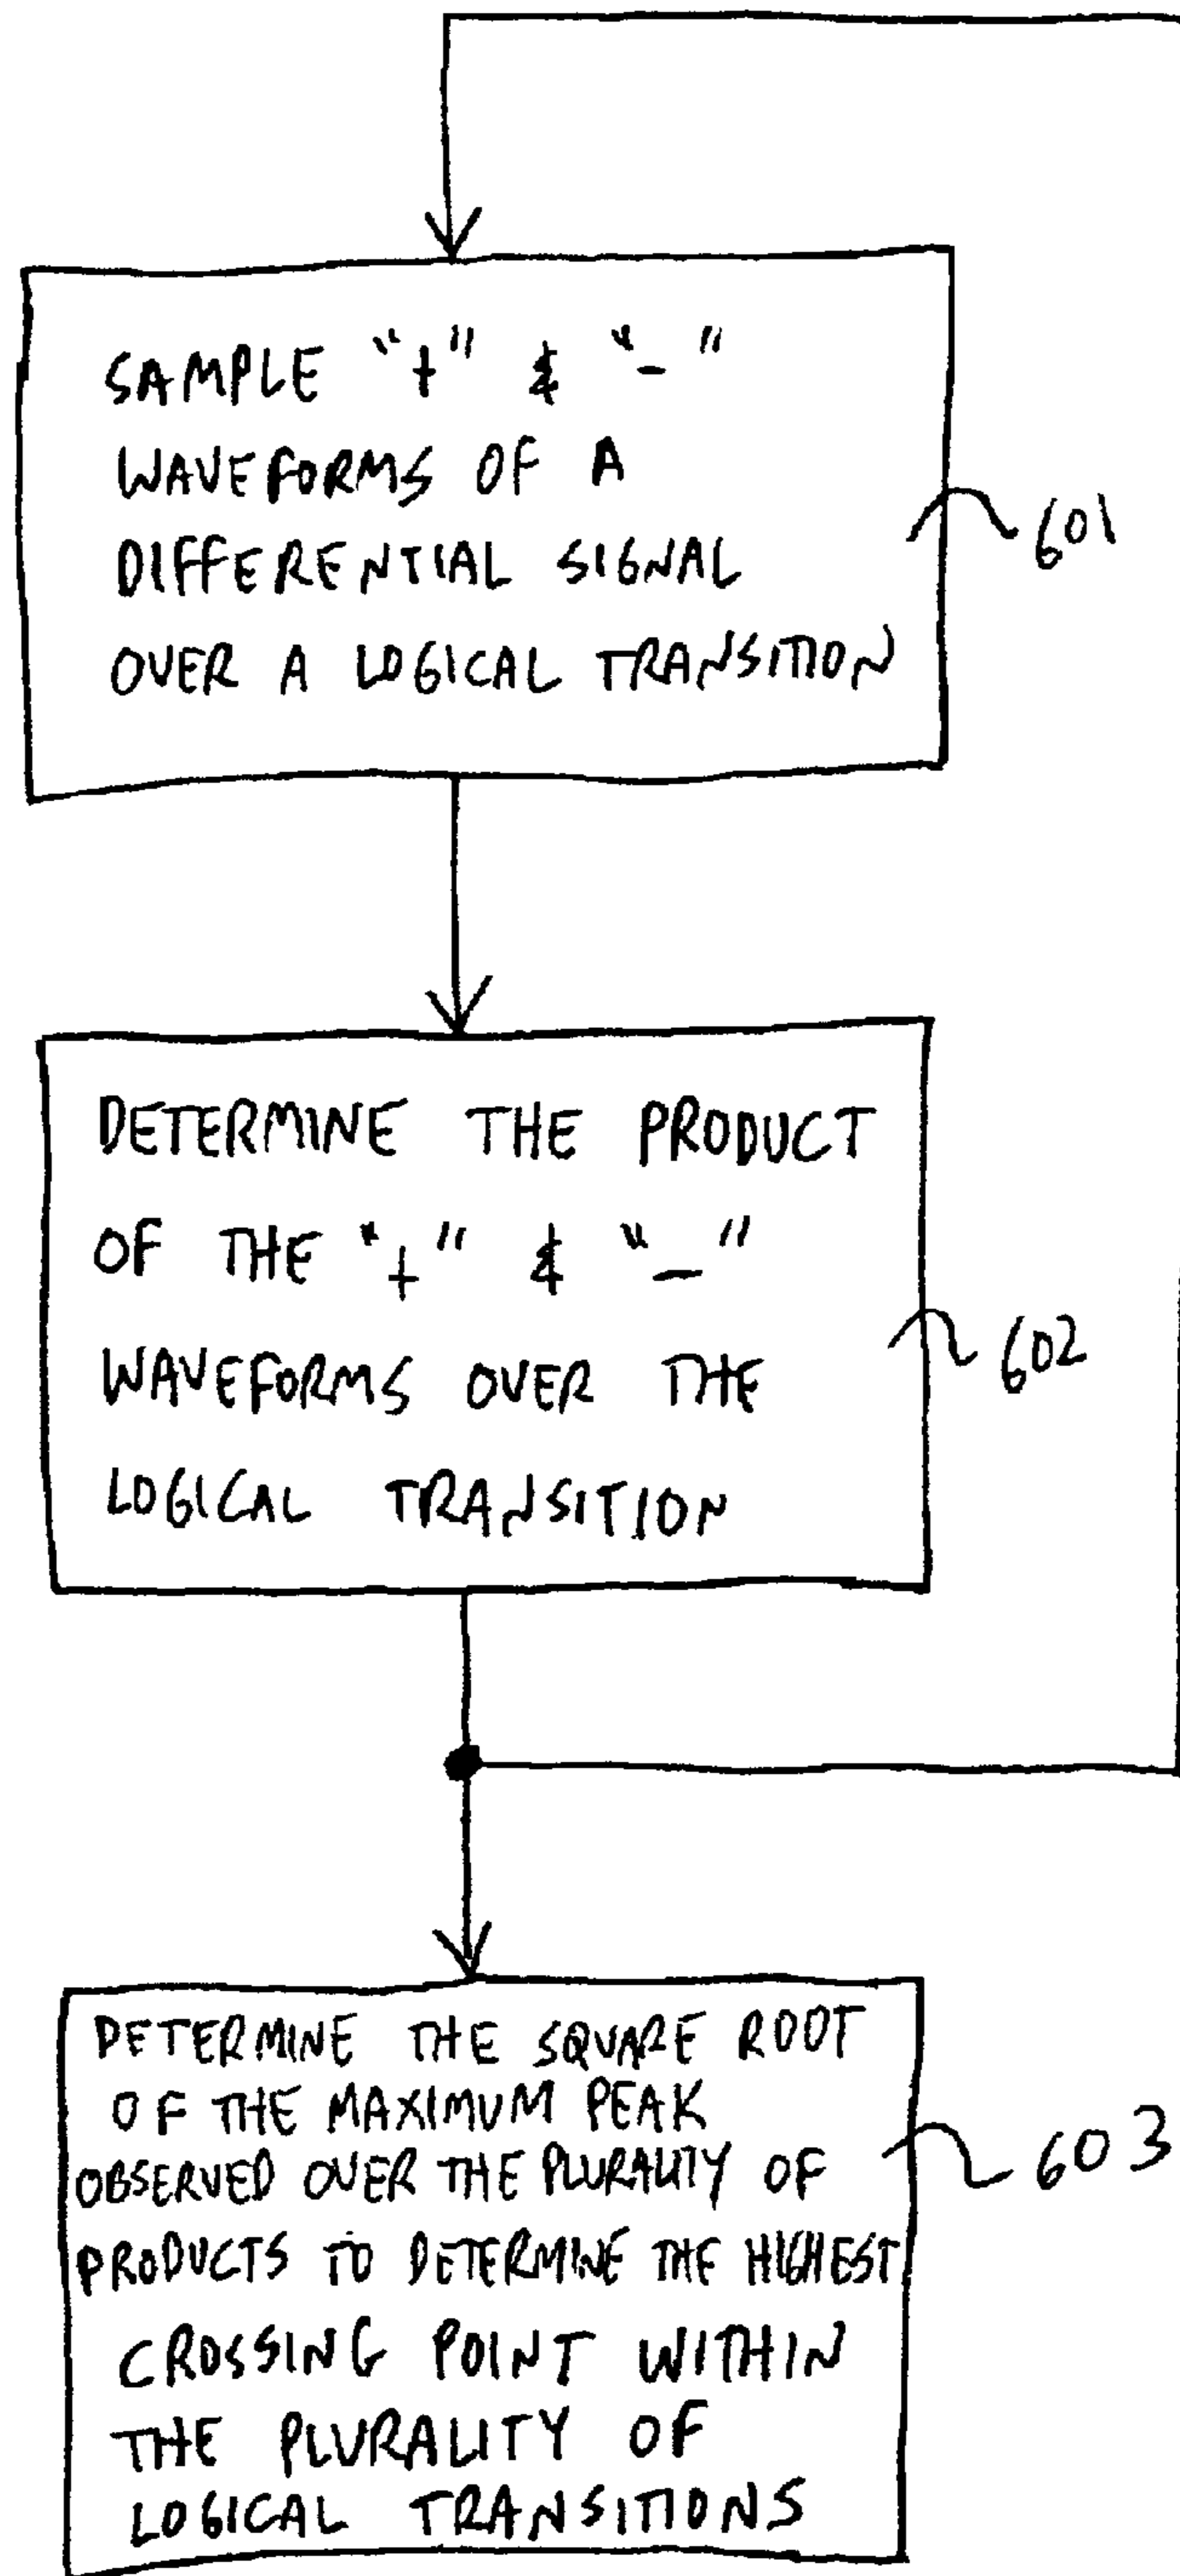 SAMPLE "+" & "-"
WAVEFORMS OF A
DIFFERENTIAL SIGNAL
OVER A LOGICAL TRANSITION
601
DETERMINE THE PRODUCT
OF THE "+" & "-"
WAVEFORMS OVER THE
LOGICAL TRANSITION
602
DETERMINE THE SQUARE ROOT
OF THE MAXIMUM PEAK
OBSERVED OVER THE PLURALITY OF
PRODUCTS TO DETERMINE THE HIGHEST
CROSSING POINT WITHIN
THE PLURALITY OF
LOGICAL TRANSITIONS
603